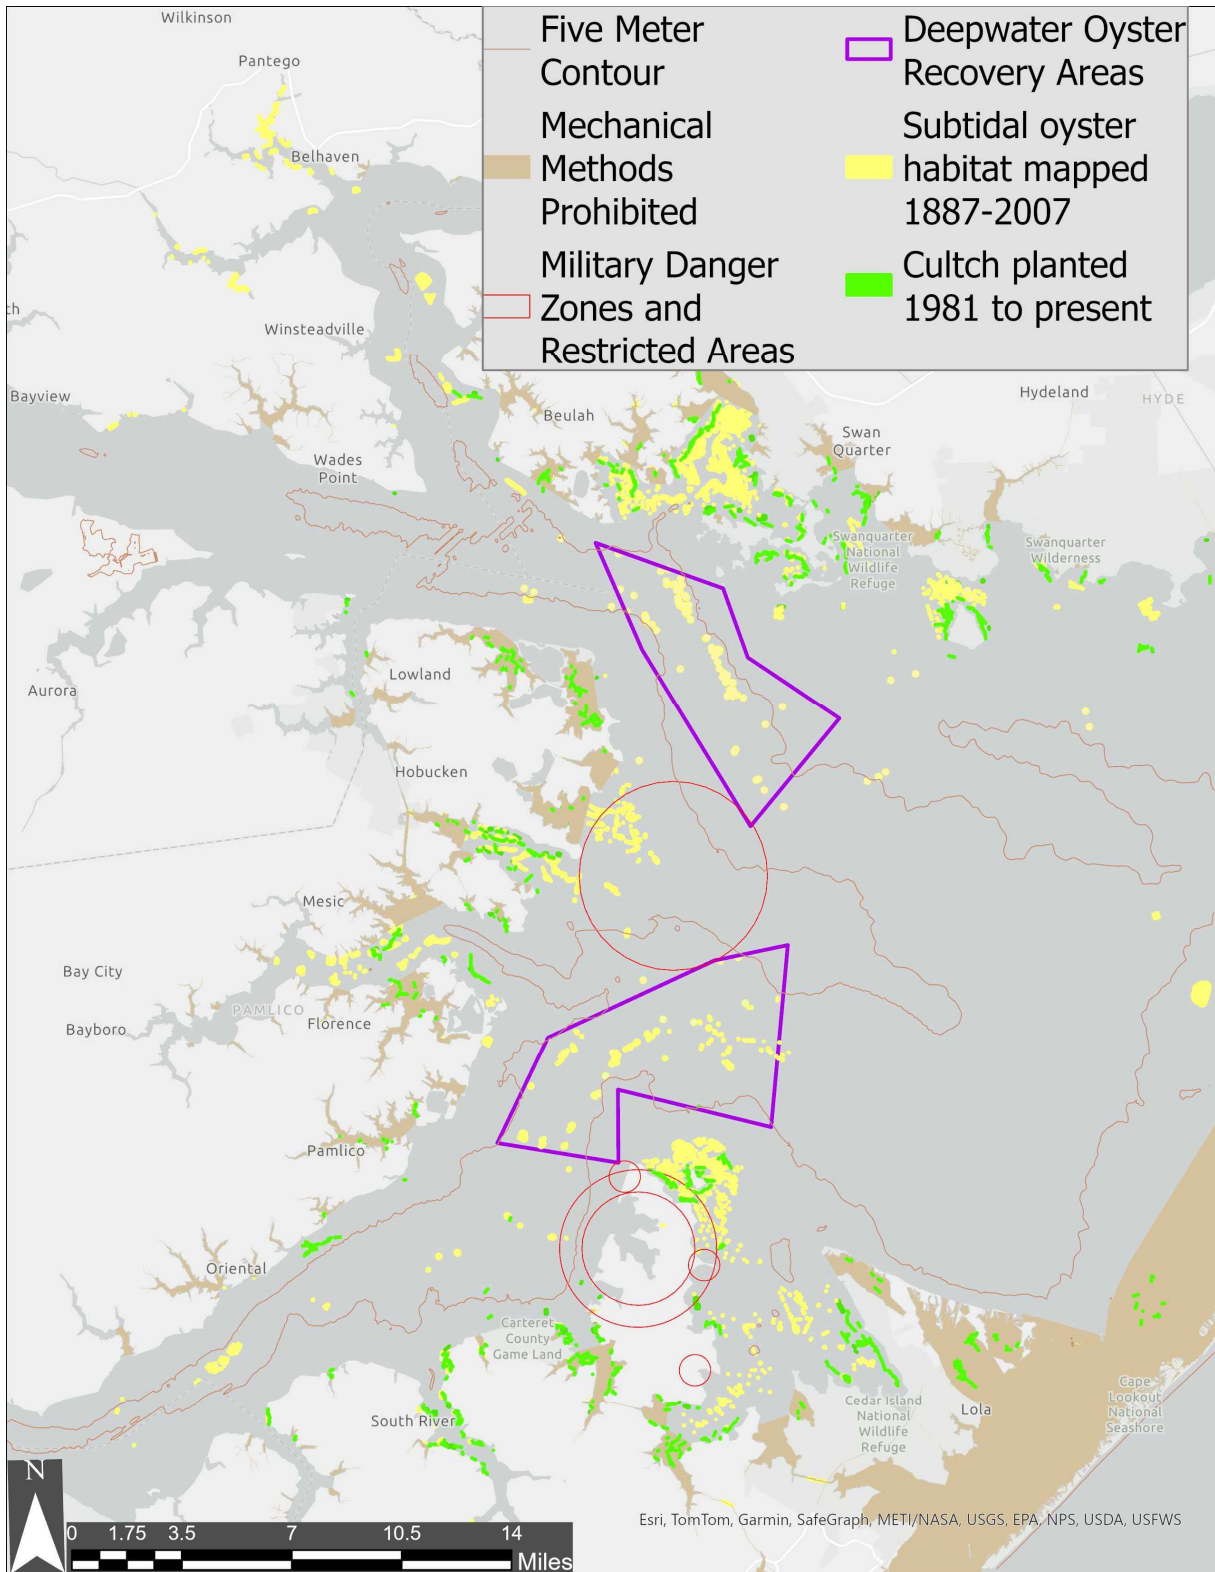 Wilkinson
Pantego
Belhaven
Five Meter
Contour
Mechanical
Methods
Prohibited
Military Danger
Zones and
Restricted Areas
Deepwater Oyster
Recovery Areas
Subtidal oyster
habitat mapped
1887-2007
Cultch planted
1981 to present
ch
Winsteadville
Bayview
Beulah
Hydeland
HYDE
Swan
Quarter
Wades
Point
Swanquarter
National
Wildlife
Refuge
Swanquarter
Wilderness
Lowland
Aurora
Hobucken
Mesic
Bay City
PAMLICO
Bayboro
Florence
Pamlico
Oriental
Carteret
County
Game Land
South River
Cedar Island
National
Wildlife
Refuge
Lola
Cape
Lookout
National
Seashore
N
0 1.75 3.5 7 10.5 14
Miles
Esri, TomTom, Garmin, SafeGraph, METI/NASA, USGS, EPA, NPS, USDA, USFWS